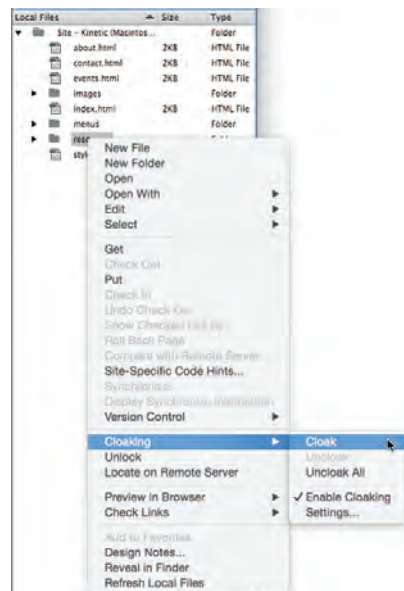 Local Files Size Type
Site - Kinetic (Macintos... Folder
about.html 2KB HTML File
contact.html 2KB HTML File
events.html 2KB HTML File
images Folder
index.html 2KB HTML File
menus Folder
New File
New Folder
Open
Open With
Edit
Select
Get
Check Out
Put
Check In
Undo Check Out
Roll Back Page
Compare with Remote Server
Site-Specific Code Hints...
Synchronize...
Display Synchronize Information
Version Control
Cloaking
Cloak
Unlock
Uncloak
Locate on Remote Server
Uncloak All
Preview in Browser
✓ Enable Cloaking
Check Links
Settings...
Add to Favorites
Design Notes...
Reveal in Finder
Refresh Local Files